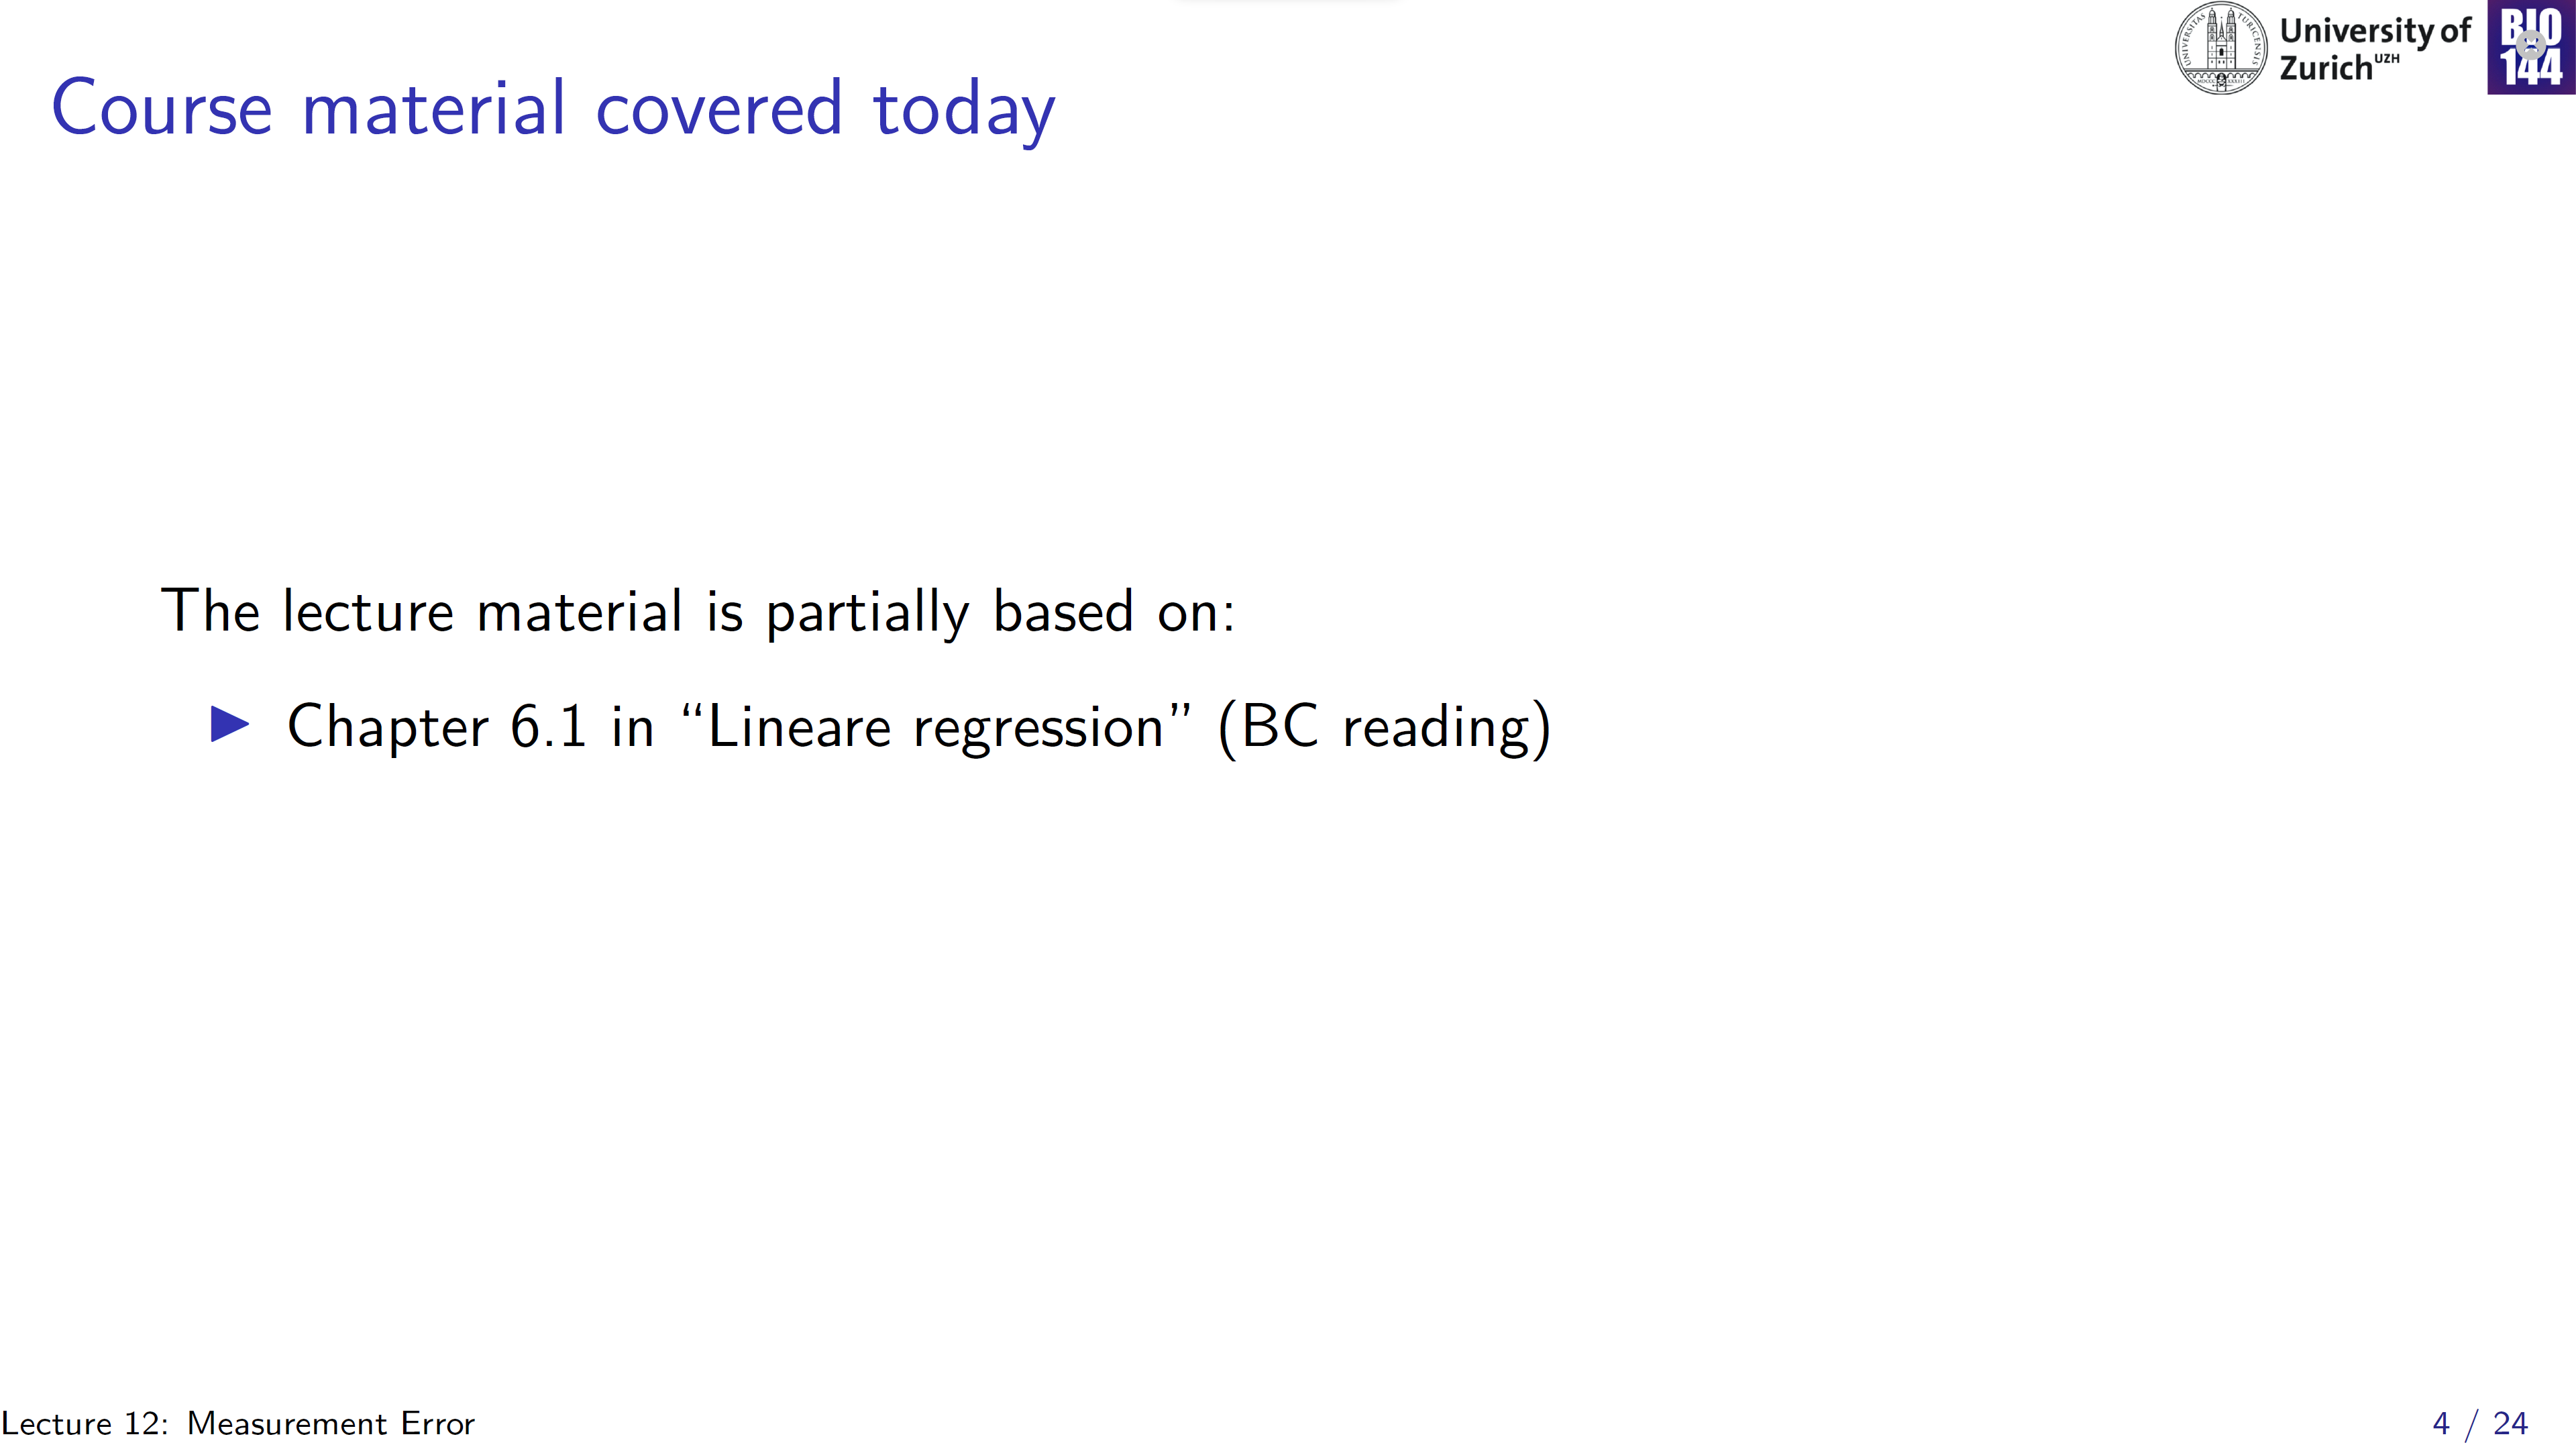 University of
Zurich UZH
BIO
144
Course material covered today
The lecture material is partially based on:
▶ Chapter 6.1 in “Lineare regression” (BC reading)
Lecture 12: Measurement Error
4 / 24